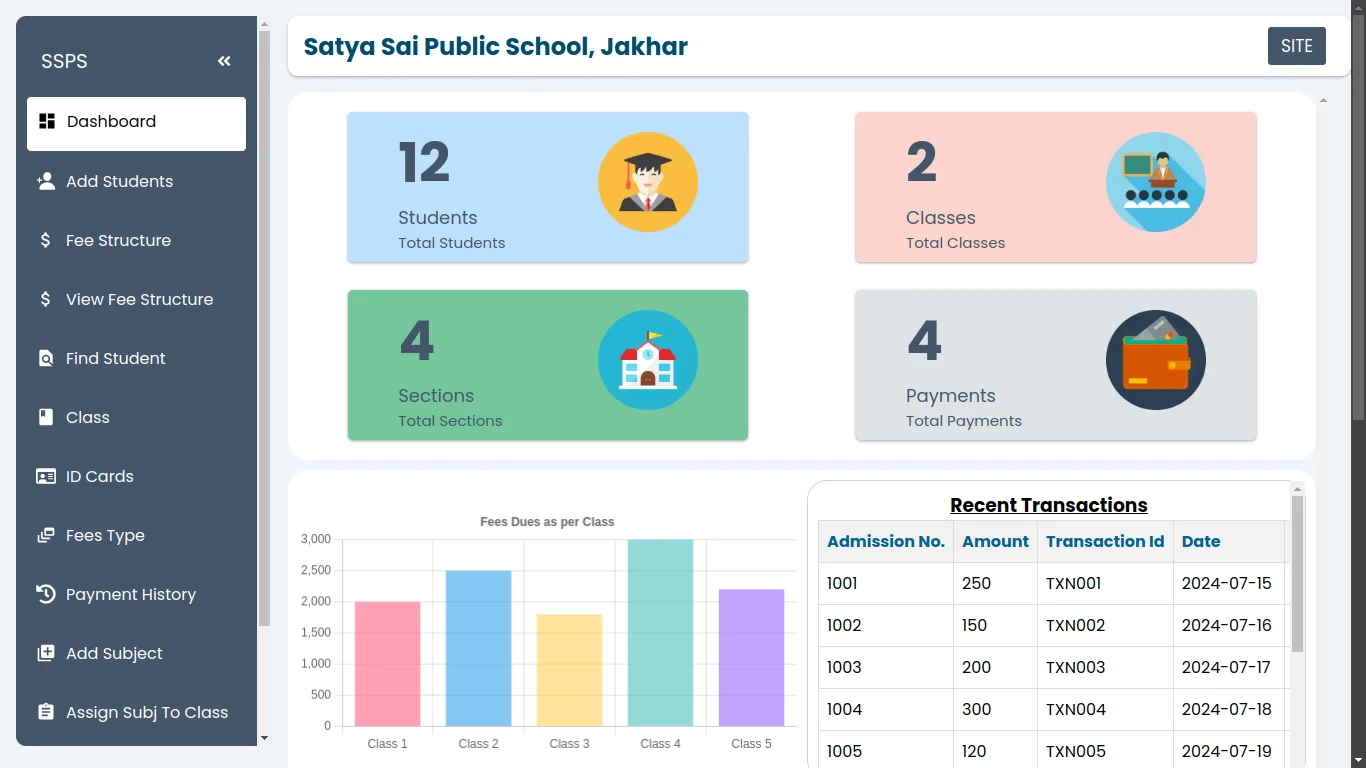 SSPS
Dashboard
Add Students
Fee Structure
View Fee Structure
Find Student
Class
ID Cards
Fees Type
Payment History
Add Subject
Assign Subj To Class
Satya Sai Public School, Jakhar
SITE
12
Students
Total Students
2
Classes
Total Classes
4
Sections
Total Sections
4
Payments
Total Payments
Fees Dues as per Class
3,000
2,500
2,000
1,500
1,000
500
0
Class 1 Class 2 Class 3 Class 4 Class 5
Recent Transactions
Admission No. Amount Transaction Id Date
1001 250 TXN001 2024-07-15
1002 150 TXN002 2024-07-16
1003 200 TXN003 2024-07-17
1004 300 TXN004 2024-07-18
1005 120 TXN005 2024-07-19